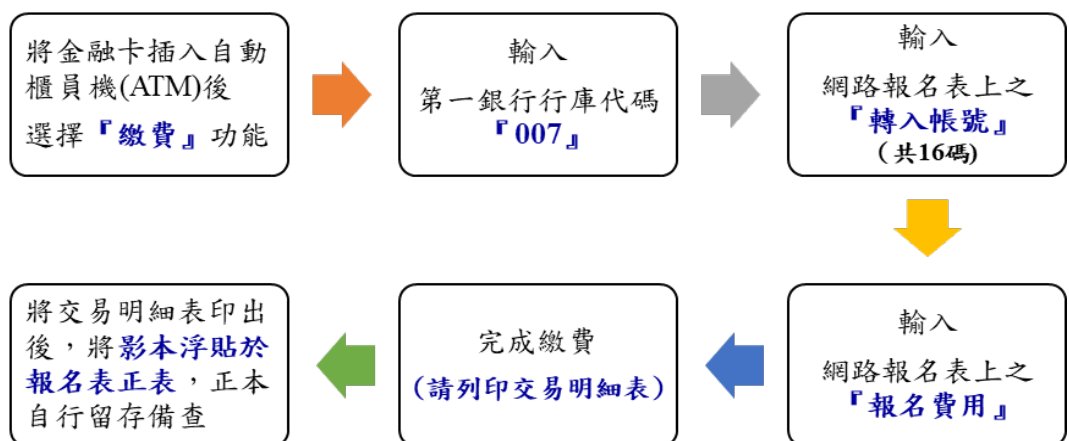 將金融卡插入自動
櫃員機(ATM)後
選擇『繳費』功能
輸入
第一銀行行庫代碼
『007』
輸入
網路報名表上之
『轉入帳號』
(共16碼)
輸入
網路報名表上之
『報名費用』
完成繳費
(請列印交易明細表)
將交易明細表印出
後，將影本浮貼於
報名表正表，正本
自行留存備查